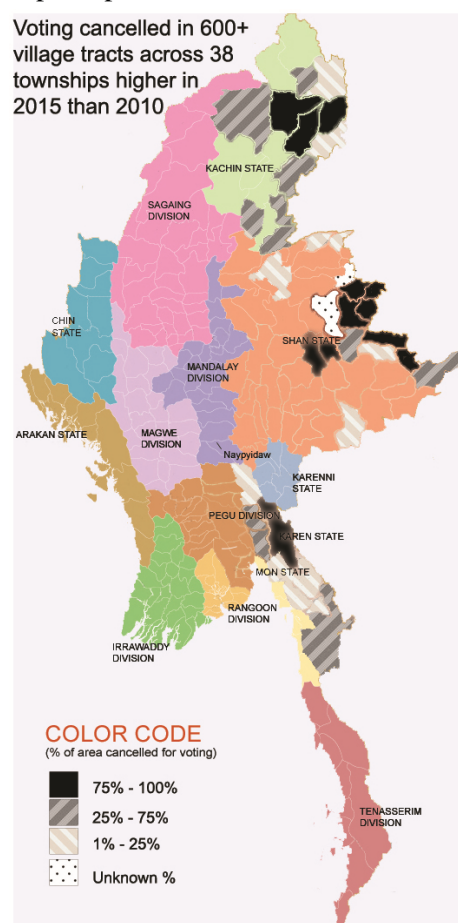 Voting cancelled in 600+
village tracts across 38
townships higher in
2015 than 2010
KACHIN STATE
SAGAING
DIVISION
CHIN
STATE
SHAN STATE
MANDALAY
DIVISION
ARAKAN STATE
MAGWE
DIVISION
Naypyidaw
KARENNI
STATE
PEGU DIVISION
KAREN STATE
MON STATE
RANGOON
DIVISION
IRRAWADDY
DIVISION
COLOR CODE
(% of area cancelled for voting)
75% - 100%
25% - 75%
1% - 25%
Unknown %
TENASSERIM
DIVISION